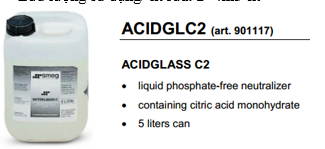 ACIDGLC2 (art. 901117)
ACIDGLASS C2
• liquid phosphate-free neutralizer
• containing citric acid monohydrate
• 5 liters can
smeg